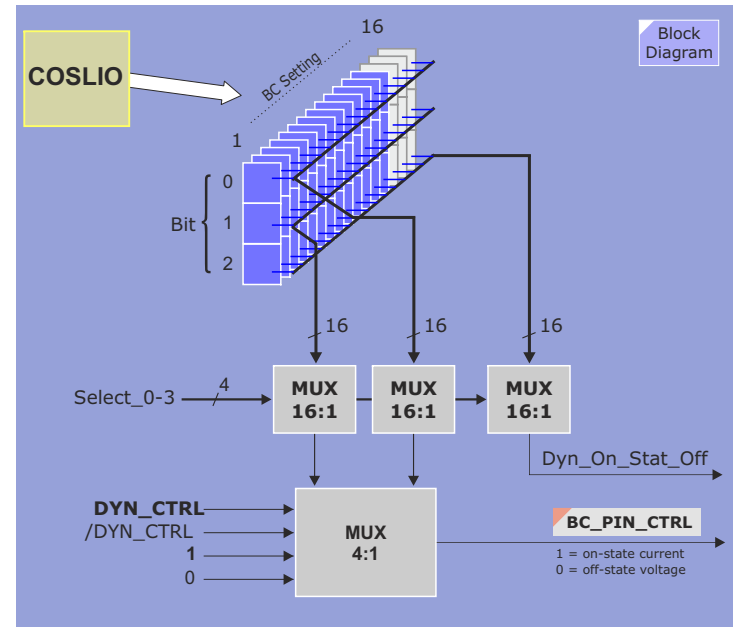 16
Block
Diagram
COSLIO
BC Setting
1
0
Bit
1
2
16
16
16
Select_0-3
4
MUX
16:1
MUX
16:1
MUX
16:1
Dyn_On_Stat_Off
DYN_CTRL
/DYN_CTRL
1
0
MUX
4:1
BC_PIN_CTRL
1 = on-state current
0 = off-state voltage